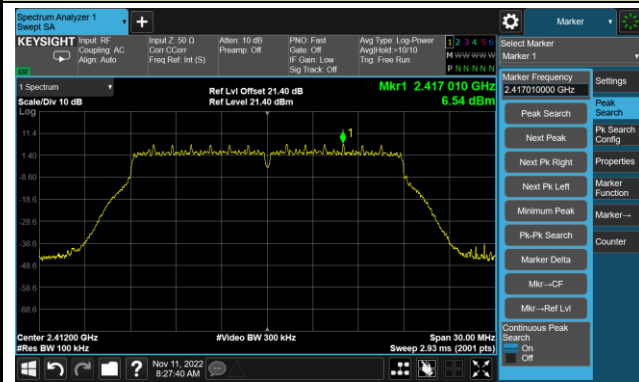 Spectrum Analyzer 1
Swept SA
+
Marker
KEYSIGHT
Input: RF
Coupling: AC
Align: Auto
Input Z: 50 Ω
Corr CCorr
Freq Ref: Int (S)
Atten: 10 dB
Preamp: Off
PNO: Fast
Gate: Off
IF Gain: Low
Sig Track: Off
Avg Type: Log-Power
Avg|Hold:>10/10
Trig: Free Run
1 2 3 4 5 6
M W W W W W
P N N N N N
LXI
Select Marker
Marker 1
1 Spectrum
Scale/Div 10 dB
Log
Ref Lvl Offset 21.40 dB
Ref Level 21.40 dBm
Mkr1 2.417 010 GHz
6.54 dBm
1
11.4
1.40
-8.60
-18.6
-28.6
-38.6
-48.6
-58.6
-68.6
Center 2.41200 GHz
#Res BW 100 kHz
#Video BW 300 kHz
Span 30.00 MHz
Sweep 2.93 ms (2001 pts)
Marker Frequency
2.417010000 GHz
Peak Search
Next Peak
Next Pk Right
Next Pk Left
Minimum Peak
Pk-Pk Search
Marker Delta
Mkr→CF
Mkr→Ref Lvl
Continuous Peak
Search
On
Off
Settings
Peak
Search
Pk Search
Config
Properties
Marker
Function
Marker→
Counter
?
Nov 11, 2022
8:27:40 AM